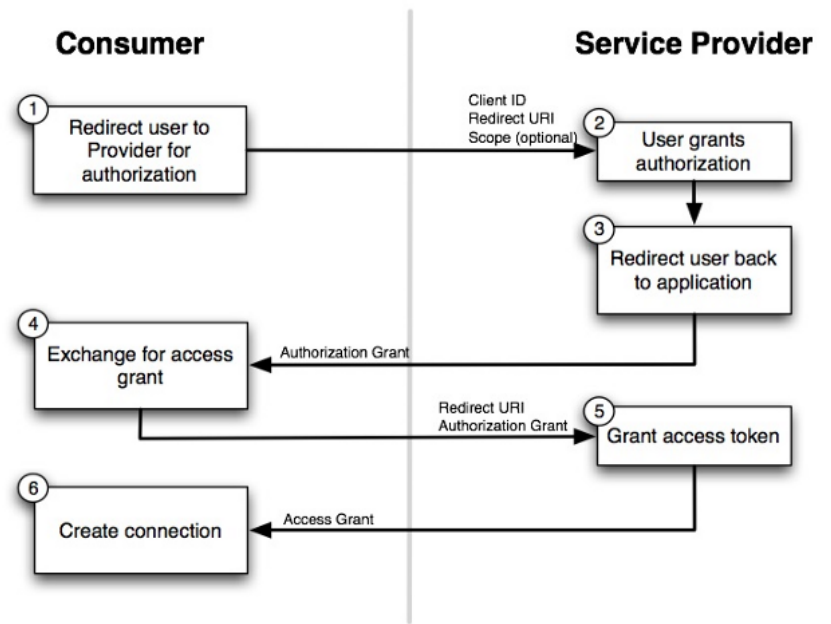 Consumer
Service Provider
1
Redirect user to
Provider for
authorization
Client ID
Redirect URI
Scope (optional)
2
User grants
authorization
3
Redirect user back
to application
4
Exchange for access
grant
Authorization Grant
Redirect URI
Authorization Grant
5
Grant access token
6
Create connection
Access Grant